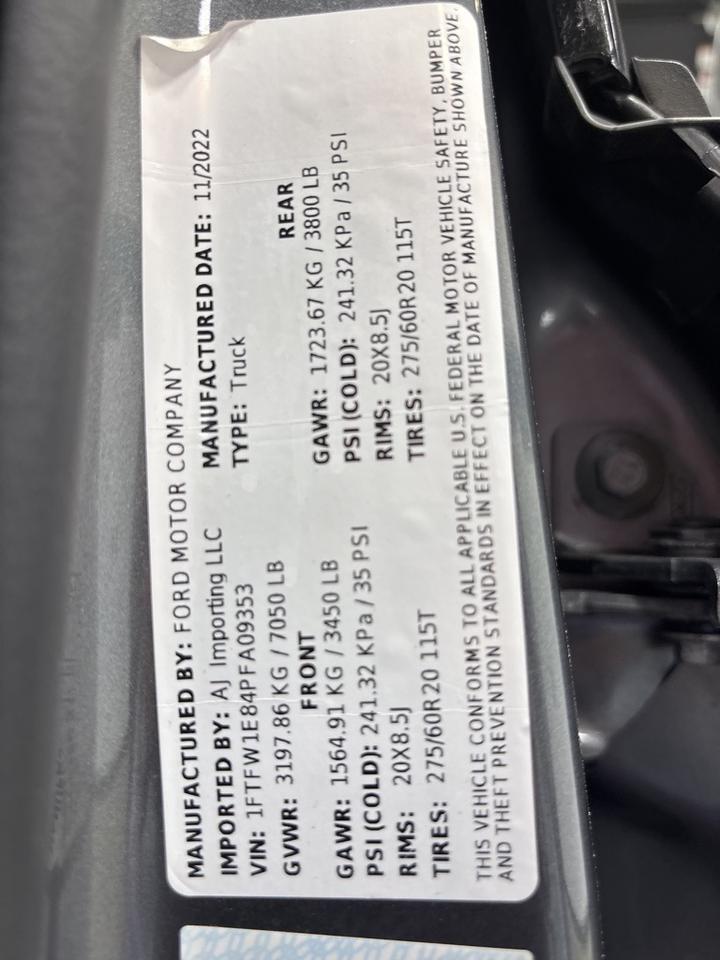 MANUFACTURED BY: FORD MOTOR COMPANY
IMPORTED BY: AJ Importing LLC MANUFACTURED DATE: 11/2022
VIN: 1FTFW1E84PFA09353 TYPE: Truck
GVWR: 3197.86 KG / 7050 LB
FRONT REAR
GAWR: 1564.91 KG / 3450 LB GAWR: 1723.67 KG / 3800 LB
PSI (COLD): 241.32 KPa / 35 PSI PSI (COLD): 241.32 KPa / 35 PSI
RIMS: 20X8.5J RIMS: 20X8.5J
TIRES: 275/60R20 115T TIRES: 275/60R20 115T
THIS VEHICLE CONFORMS TO ALL APPLICABLE U.S. FEDERAL MOTOR VEHICLE SAFETY, BUMPER
AND THEFT PREVENTION STANDARDS IN EFFECT ON THE DATE OF MANUFACTURE SHOWN ABOVE.